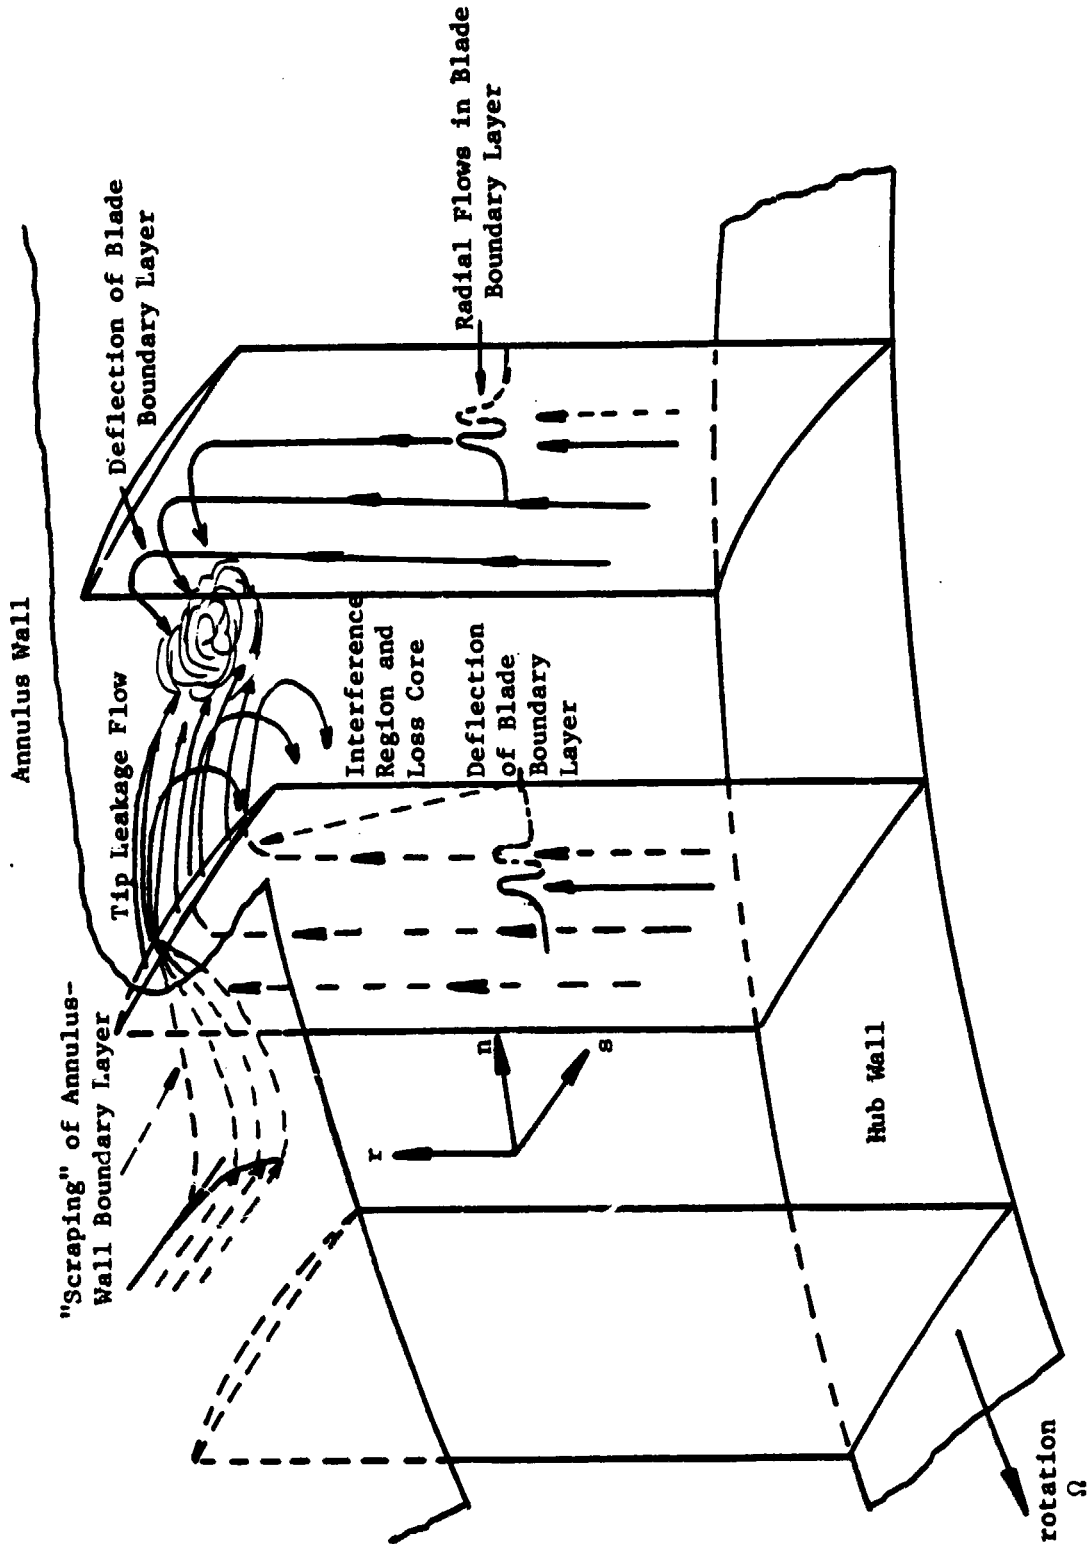 Annulus Wall
"Scraping" of Annulus-
Wall Boundary Layer
Tip Leakage Flow
Deflection of Blade
Boundary Layer
Interference
Region and
Loss Core
Deflection
of Blade
Boundary
Layer
Radial Flows in Blade
Boundary Layer
r
n
s
Hub Wall
rotation
Ω